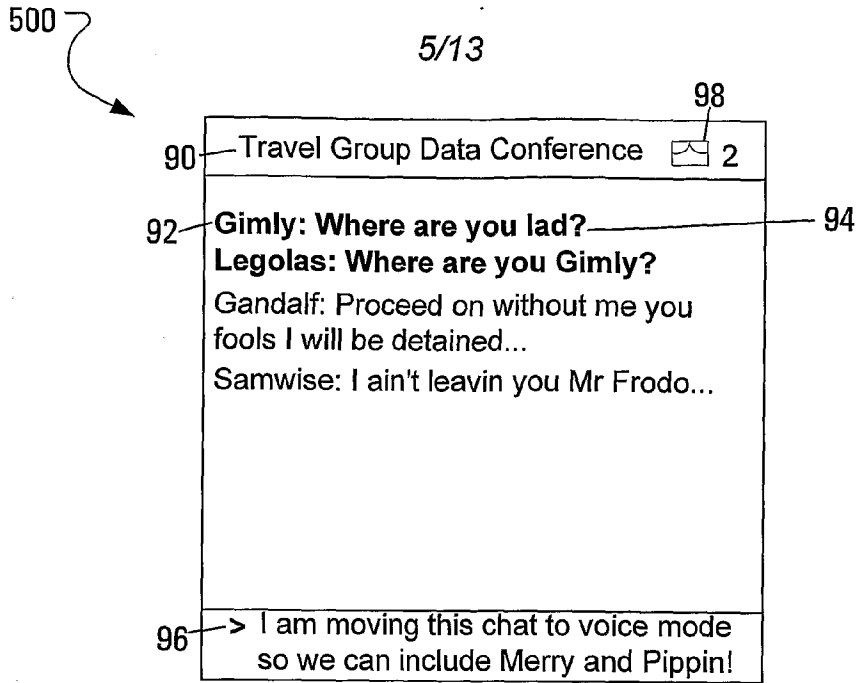 500
5/13
98
90 Travel Group Data Conference 2
92 Gimly: Where are you lad? 94
Legolas: Where are you Gimly?
Gandalf: Proceed on without me you
fools I will be detained...
Samwise: I ain't leavin you Mr Frodo...
96 > I am moving this chat to voice mode
so we can include Merry and Pippin!